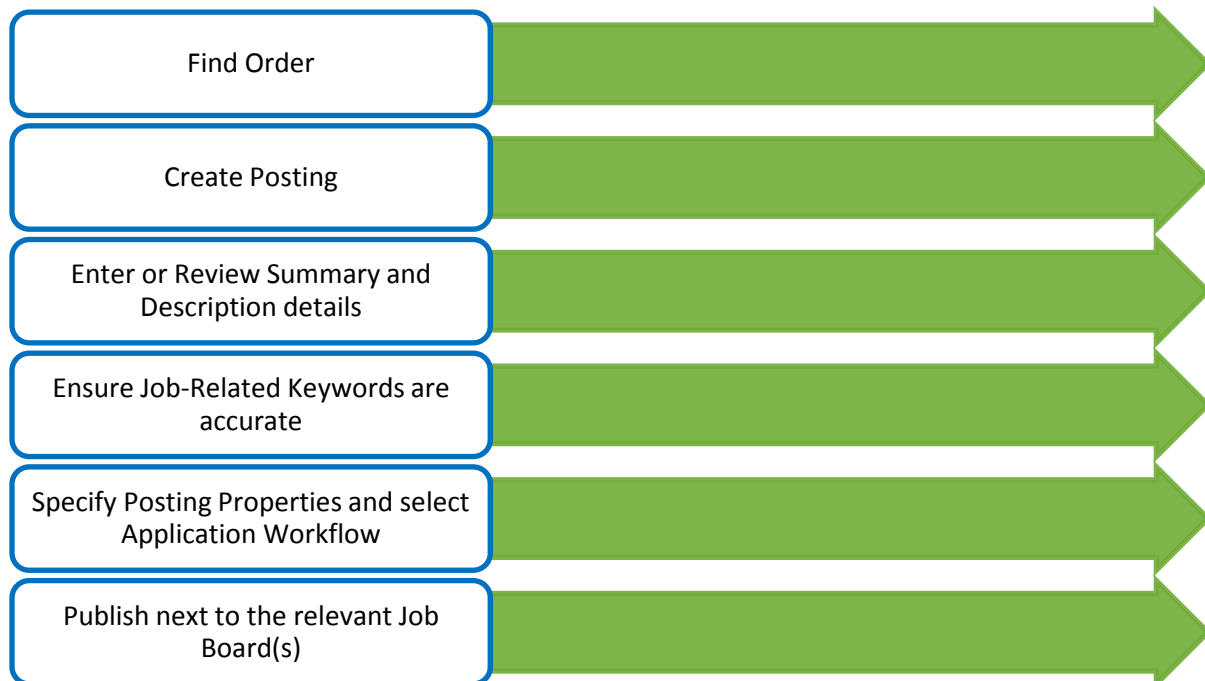 Find Order
Create Posting
Enter or Review Summary and
Description details
Ensure Job-Related Keywords are
accurate
Specify Posting Properties and select
Application Workflow
Publish next to the relevant Job
Board(s)